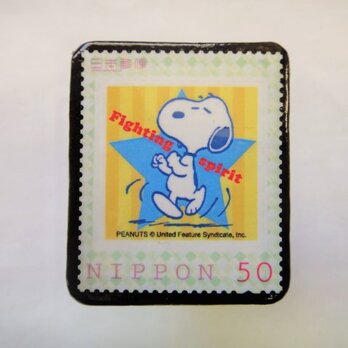 日本郵便
Fighting
spirit
PEANUTS © United Feature Syndicate, Inc.
NIPPON 50